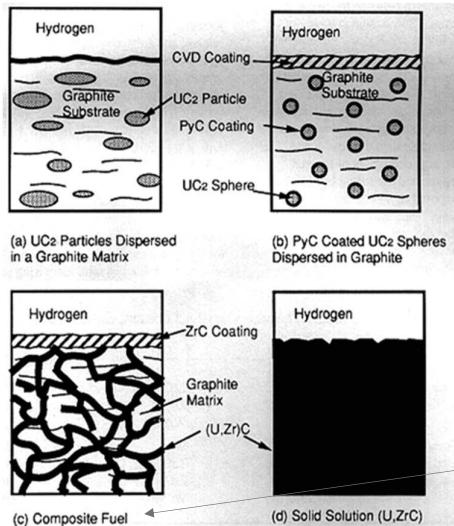 Hydrogen
Graphite
Substrate
(a) UC2 Particles Dispersed
in a Graphite Matrix
CVD Coating
UC2 Particle
PyC Coating
UC2 Sphere
Hydrogen
Graphite
Substrate
(b) PyC Coated UC2 Spheres
Dispersed in Graphite
Hydrogen
(c) Composite Fuel
ZrC Coating
Graphite
Matrix
(U,Zr)C
Hydrogen
(d) Solid Solution (U,ZrC)